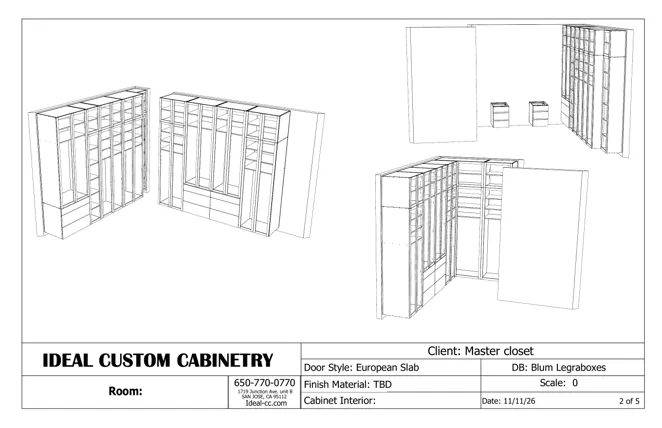 IDEAL CUSTOM CABINETRY
Room:
650-770-0770
1719 Junction Ave. unit B
SAN JOSE, CA 95112
Ideal-cc.com
Client: Master closet
Door Style: European Slab
DB: Blum Legraboxes
Finish Material: TBD
Scale: 0
Cabinet Interior:
Date: 11/11/26
2 of 5